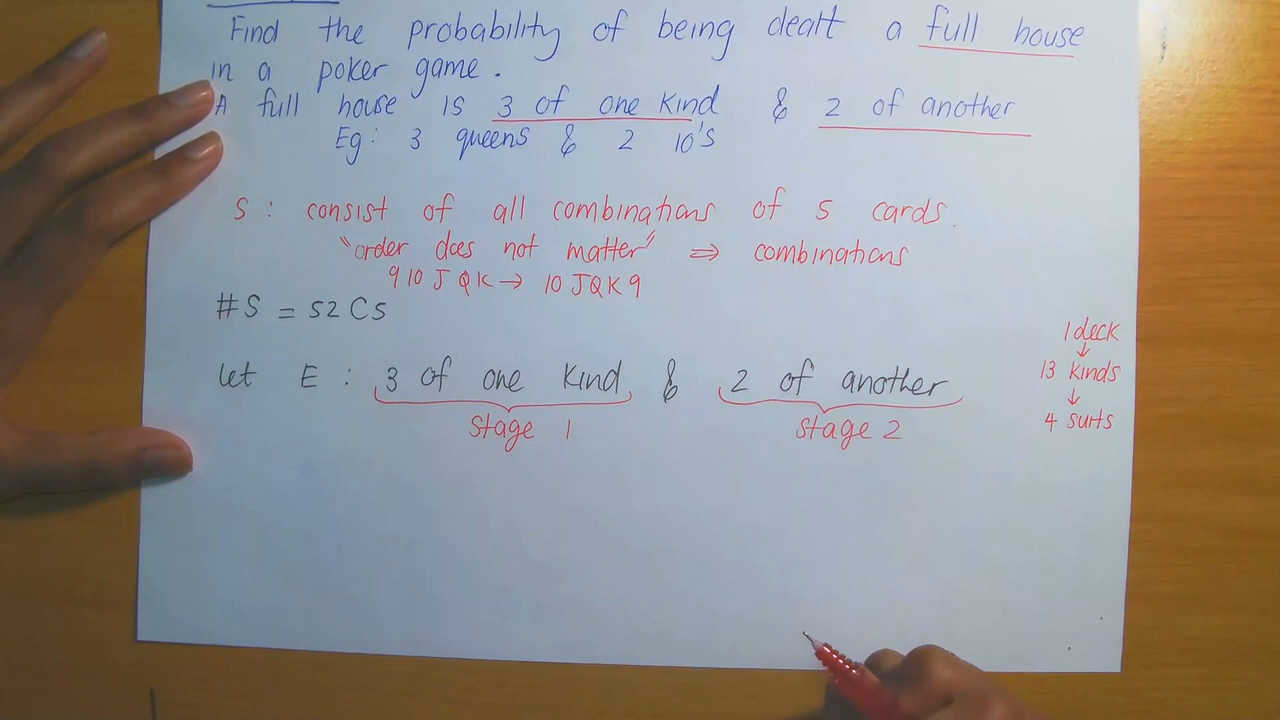 Find the probability of being dealt a full house
in a poker game.
A full house is 3 of one kind & 2 of another
Eg: 3 queens & 2 10's
S: consist of all combinations of 5 cards.
"order does not matter" ⇒ combinations
9 10 J Q K → 10 J Q K 9
#S = 52C5
1 deck
↓
let E: 3 of one kind & 2 of another
13 kinds
↓
stage 1 stage 2
4 suits